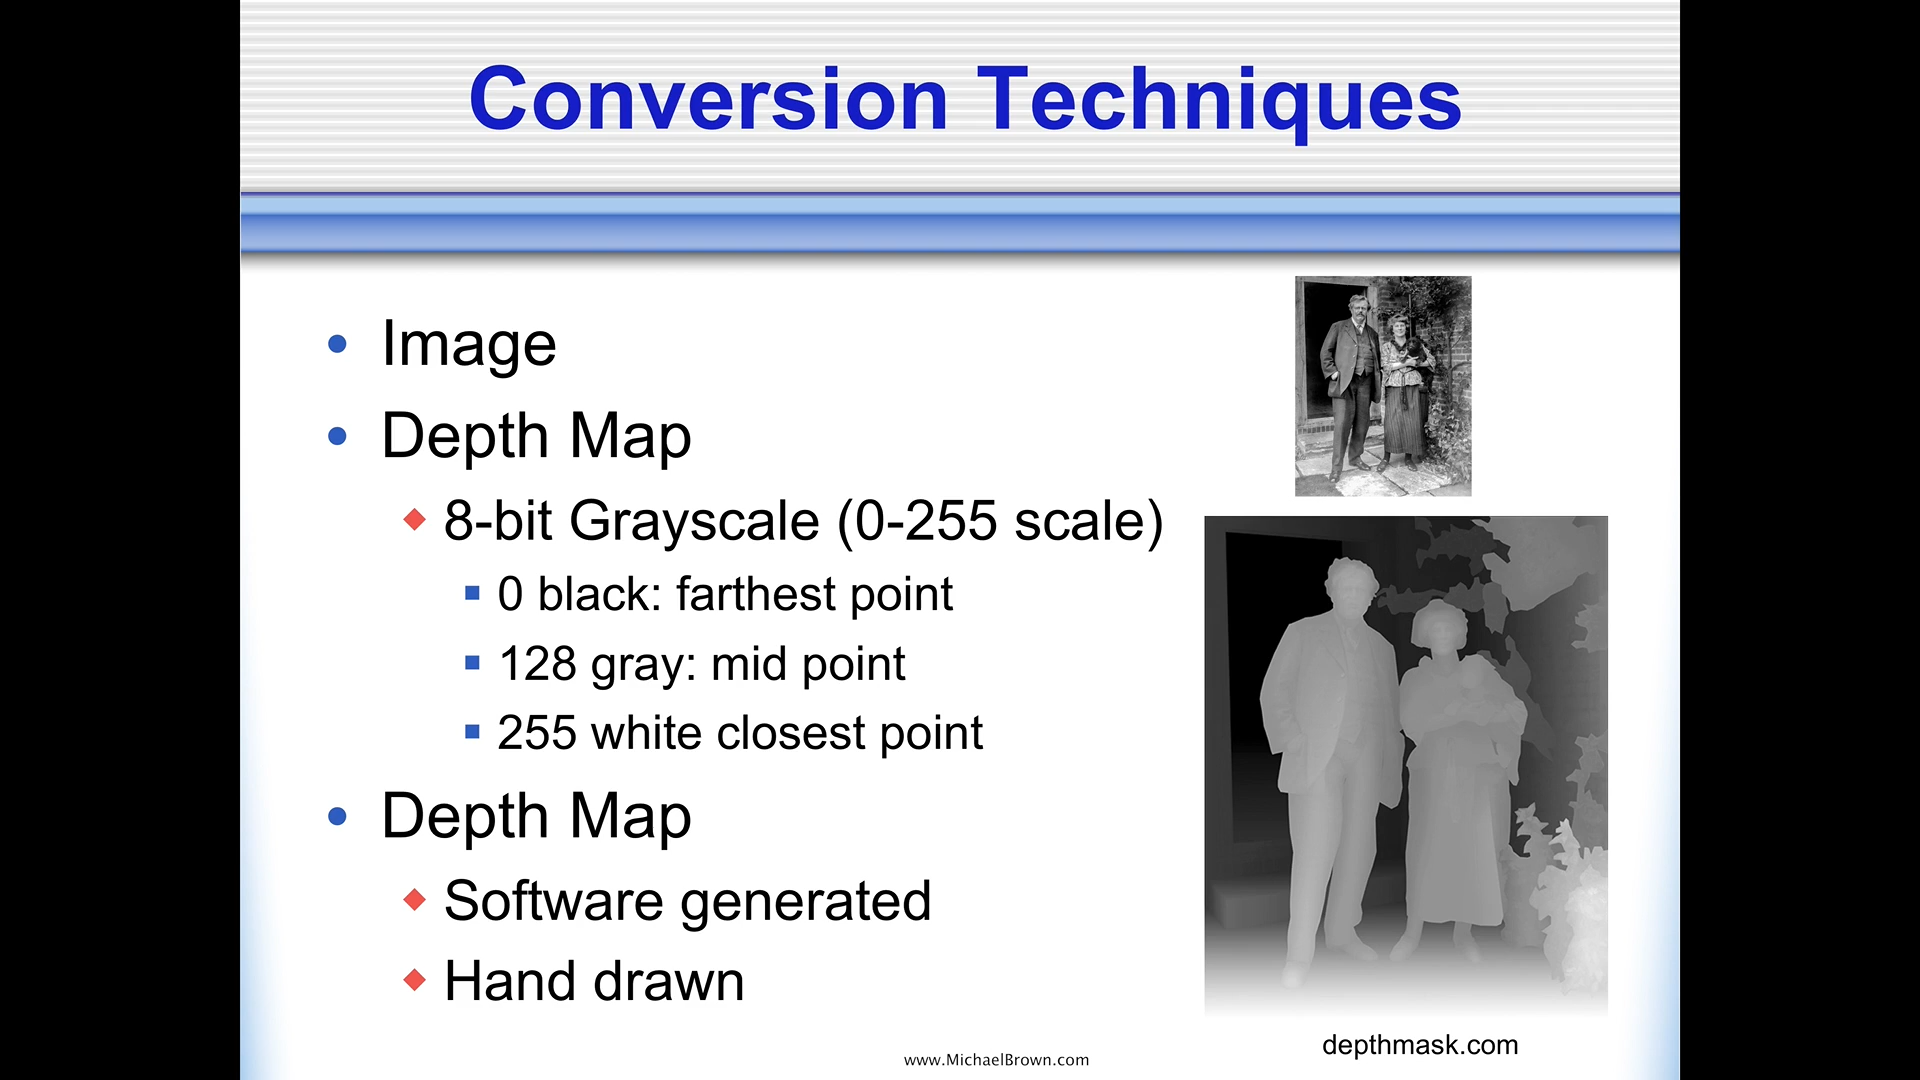 Conversion Techniques
Image
Depth Map
8-bit Grayscale (0-255 scale)
0 black: farthest point
128 gray: mid point
255 white closest point
Depth Map
Software generated
Hand drawn
depthmask.com
www.MichaelBrown.com